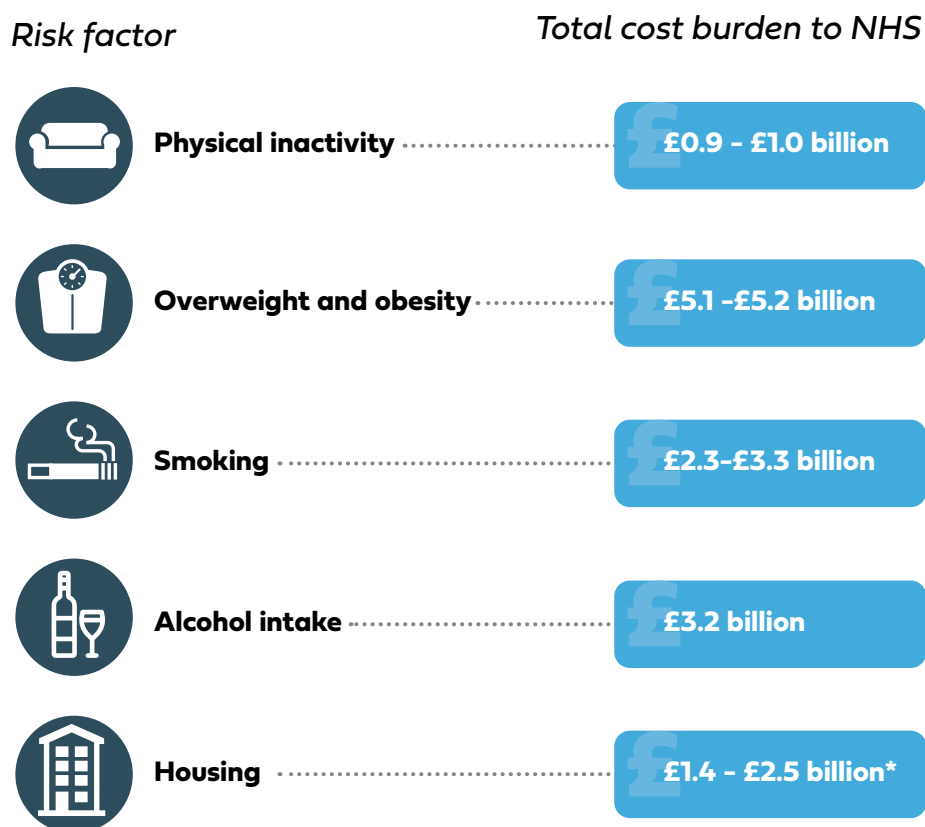 Risk factor
Total cost burden to NHS
Physical inactivity
£0.9 - £1.0 billion
Overweight and obesity
£5.1 -£5.2 billion
Smoking
£2.3-£3.3 billion
Alcohol intake
£3.2 billion
Housing
£1.4 - £2.5 billion*